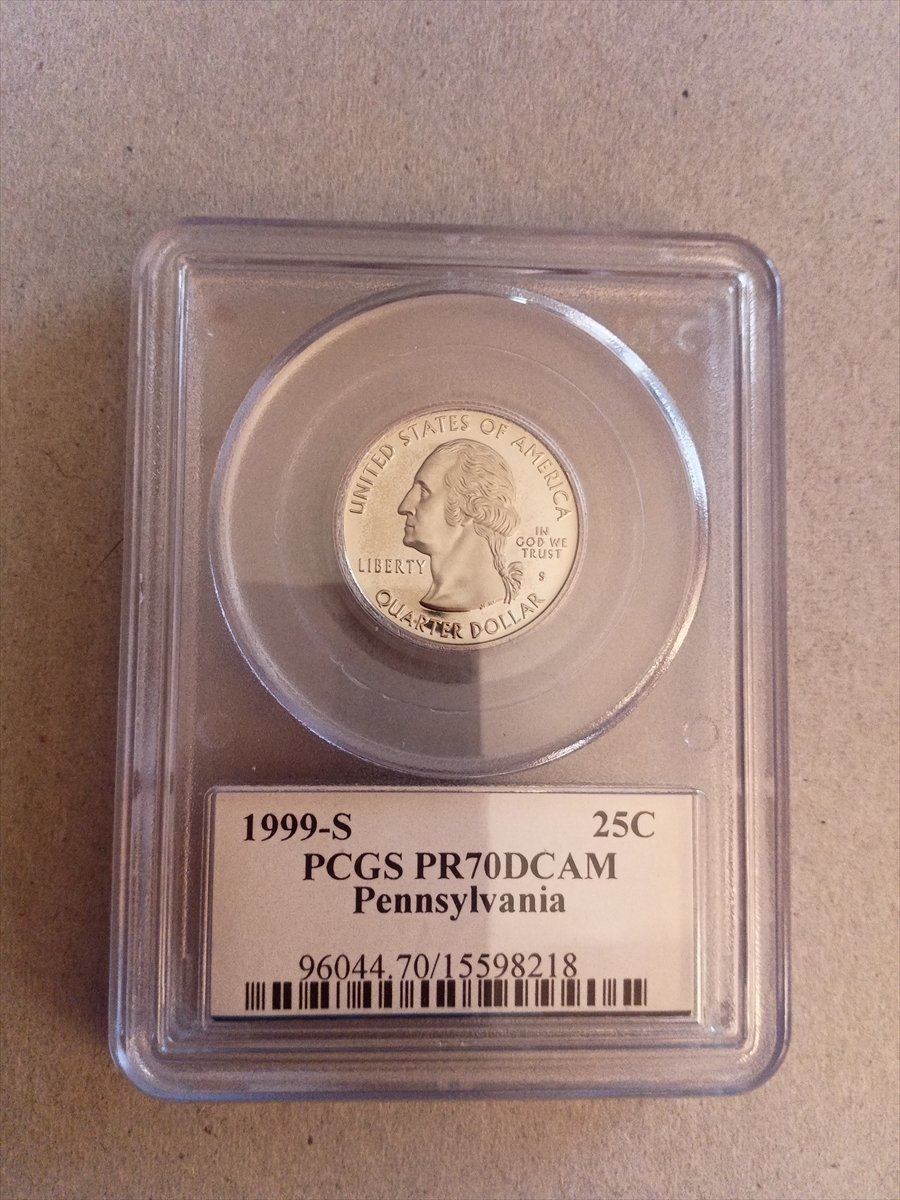 UNITED STATES OF AMERICA
IN
GOD WE
TRUST
LIBERTY
S
QUARTER DOLLAR
1999-S 25C
PCGS PR70DCAM
Pennsylvania
96044.70/15598218